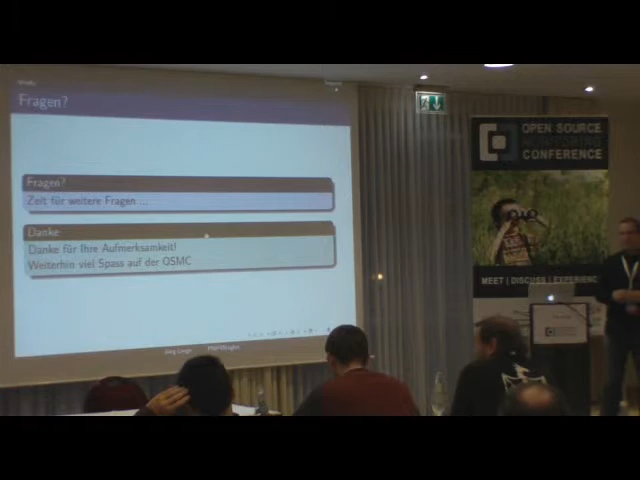 Fragen?
Fragen?
Zeit für weitere Fragen ...
Danke
Danke für Ihre Aufmerksamkeit!
Weiterhin viel Spass auf der OSMC
OPEN SOURCE
MONITORING
CONFERENCE
MEET | DISCUSS | EXPERIENCE